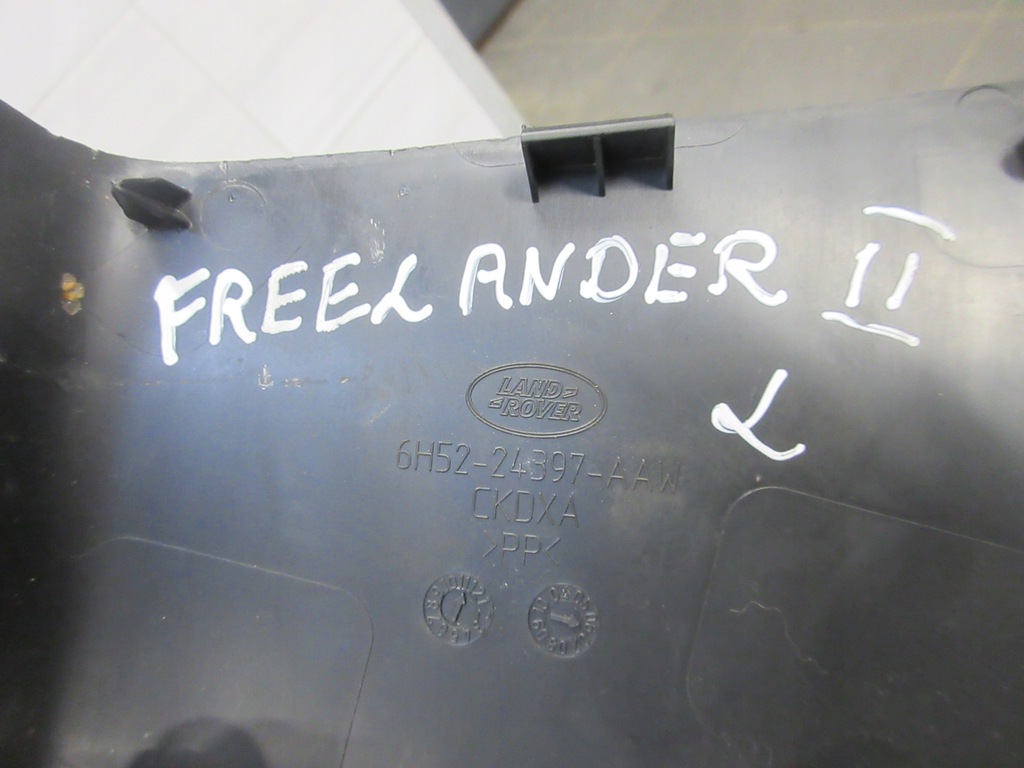 FREELANDER II
L
LAND
ROVER
6H52-24397-AAW
CKDXA
>PP<